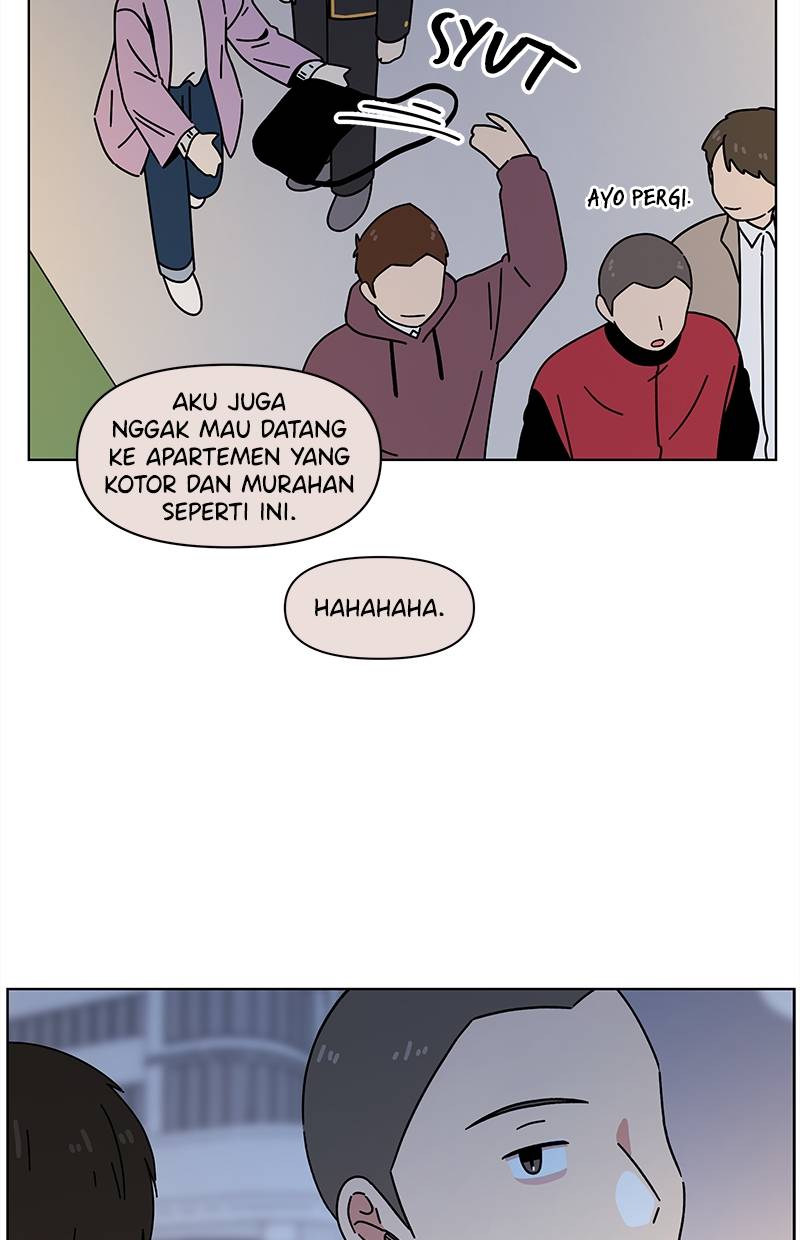 SYUT
AYO PERGI.
AKU JUGA
NGGAK MAU DATANG
KE APARTEMEN YANG
KOTOR DAN MURAHAN
SEPERTI INI.
HAHAHAHA.